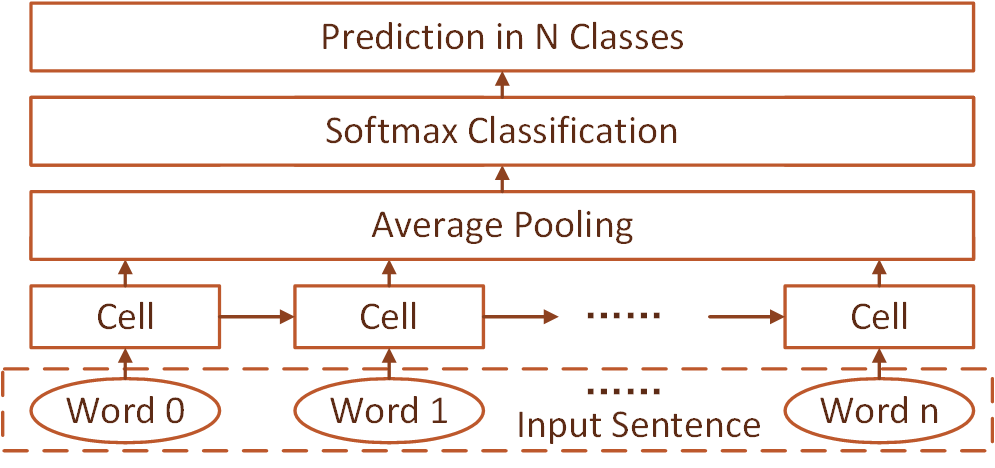 Prediction in N Classes
Softmax Classification
Average Pooling
Cell Cell ...... Cell
Word 0 Word 1 ...... Word n
Input Sentence